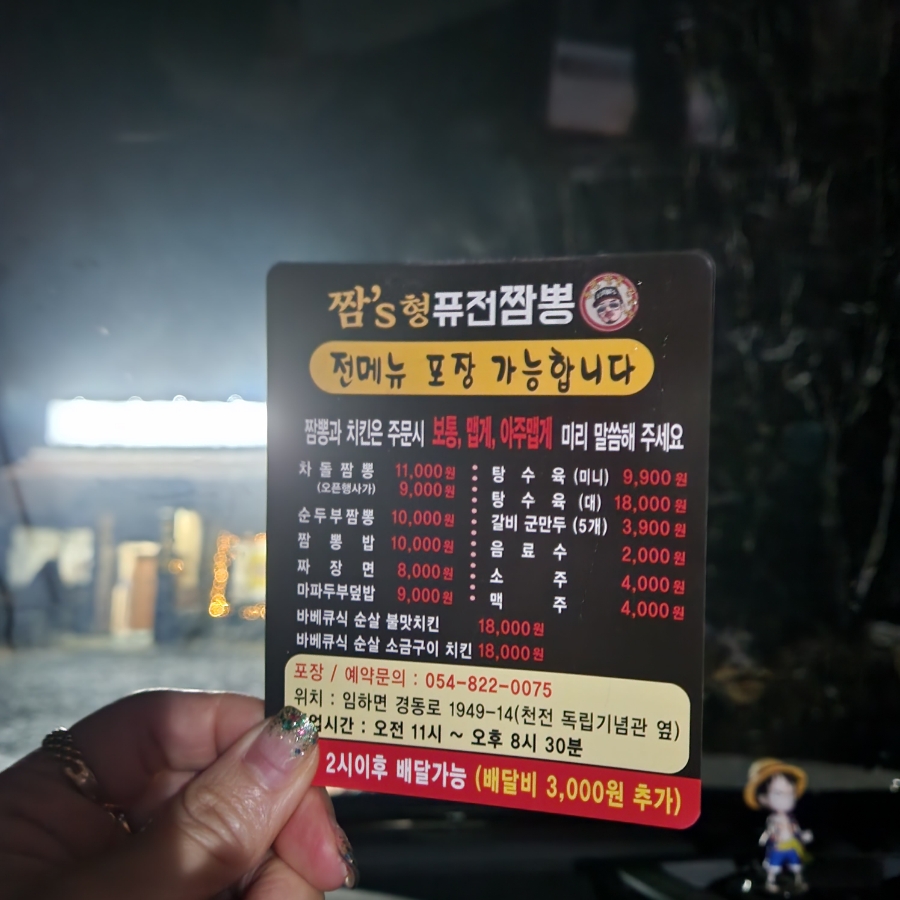 짬's형퓨전짬뽕
전메뉴 포장 가능합니다
짬뽕과 치킨은 주문시 보통, 맵게, 아주맵게 미리 말씀해 주세요
차돌짬뽕 11,000원
(오픈행사가) 9,000원
순두부짬뽕 10,000원
짬뽕밥 10,000원
짜장면 8,000원
마파두부덮밥 9,000원
탕수육 (미니) 9,900원
탕수육 (대) 18,000원
갈비 군만두 (5개) 3,900원
음료수 2,000원
소주 4,000원
맥주 4,000원
바베큐식 순살 불맛치킨 18,000원
바베큐식 순살 소금구이 치킨 18,000원
포장 / 예약문의 : 054-822-0075
위치 : 임하면 경동로 1949-14(천전 독립기념관 옆)
업시간 : 오전 11시 ~ 오후 8시 30분
2시이후 배달가능 (배달비 3,000원 추가)